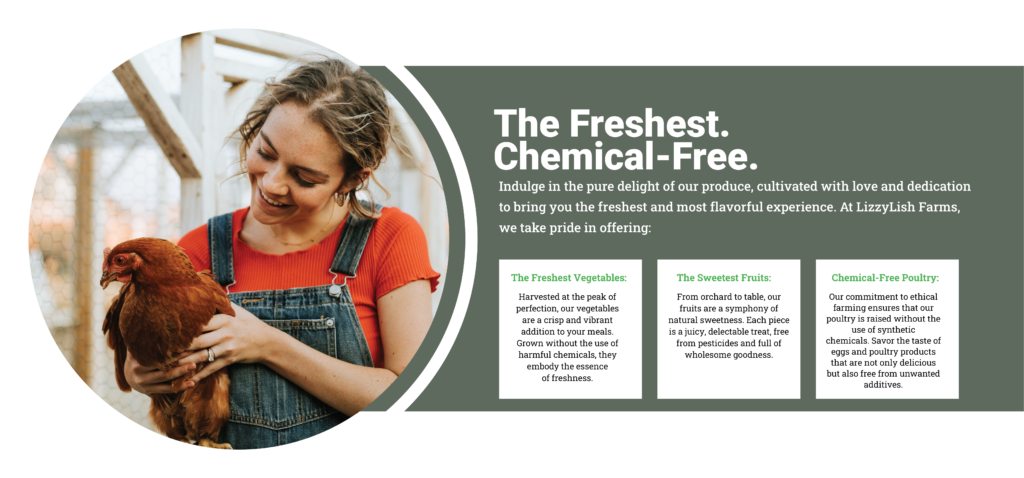 The Freshest.
Chemical-Free.
Indulge in the pure delight of our produce, cultivated with love and dedication
to bring you the freshest and most flavorful experience. At LizzyLish Farms,
we take pride in offering:
The Freshest Vegetables:
Harvested at the peak of
perfection, our vegetables
are a crisp and vibrant
addition to your meals.
Grown without the use of
harmful chemicals, they
embody the essence
of freshness.
The Sweetest Fruits:
From orchard to table, our
fruits are a symphony of
natural sweetness. Each piece
is a juicy, delectable treat, free
from pesticides and full of
wholesome goodness.
Chemical-Free Poultry:
Our commitment to ethical
farming ensures that our
poultry is raised without the
use of synthetic
chemicals. Savor the taste of
eggs and poultry products
that are not only delicious
but also free from unwanted
additives.